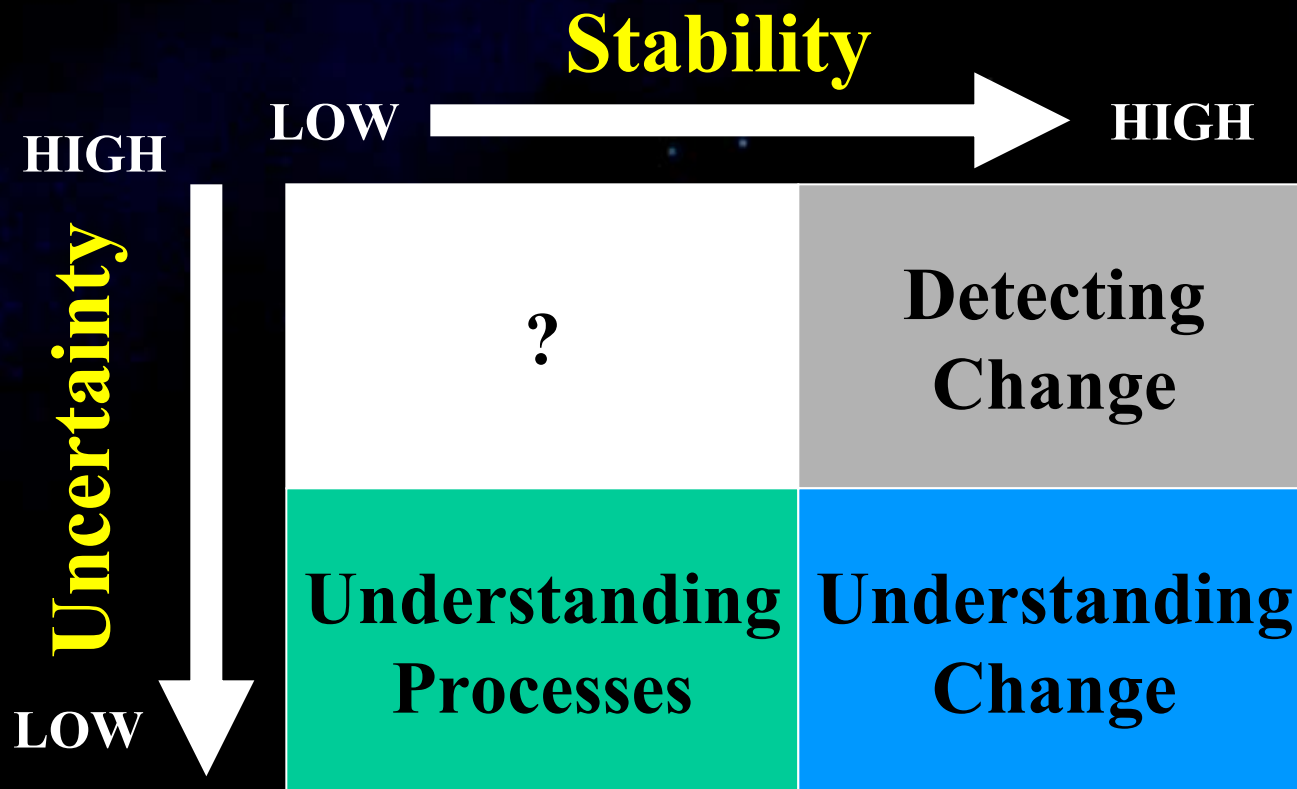 Stability
LOW
HIGH
HIGH
Uncertainty
LOW
?
Detecting
Change
Understanding
Processes
Understanding
Change